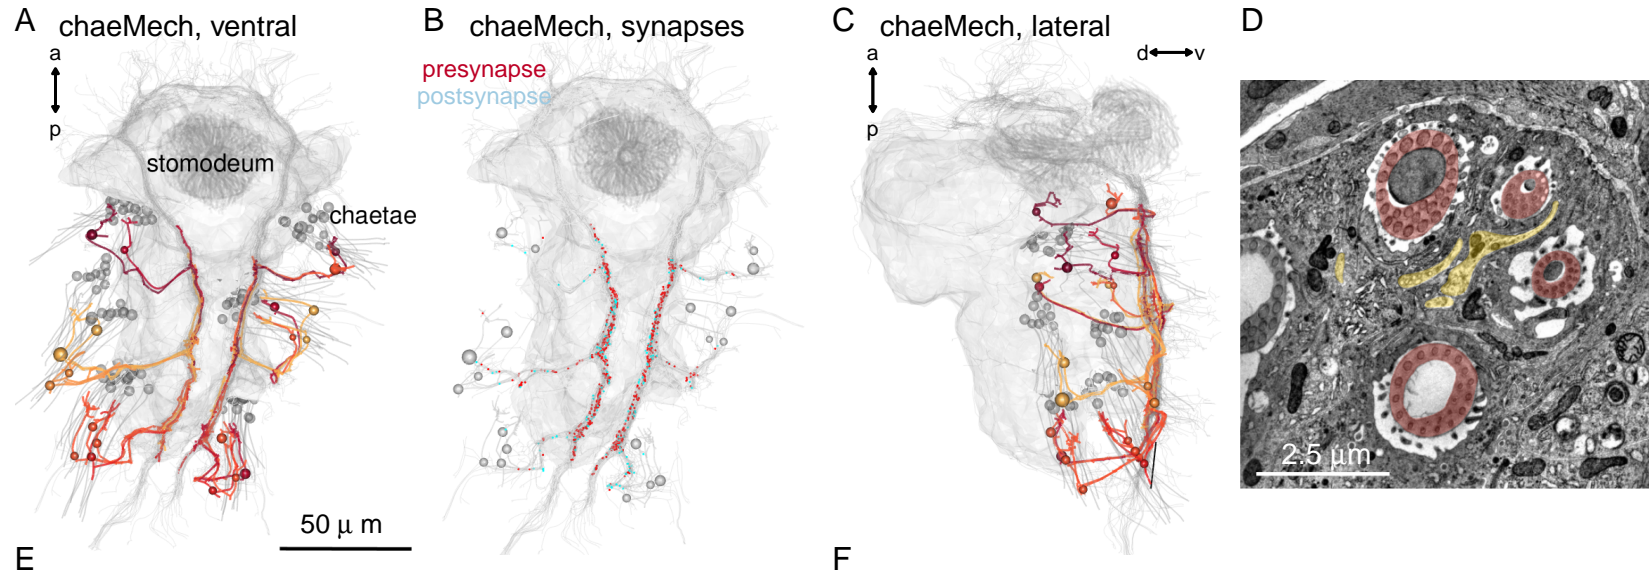 A
chaeMech, ventral
a
p
stomodeum
chaetae
50 μ m
B
chaeMech, synapses
presynapse
postsynapse
C
chaeMech, lateral
a
p
d
v
D
2.5 μm
E
F